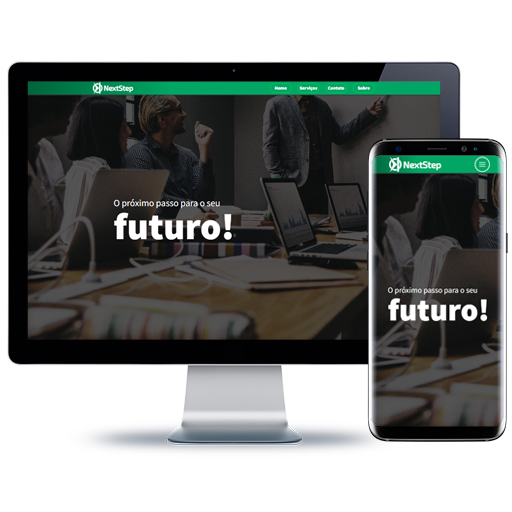 NextStep
Home Serviços Contato Sobre
O próximo passo para o seu
futuro!
NextStep
O próximo passo para o seu
futuro!